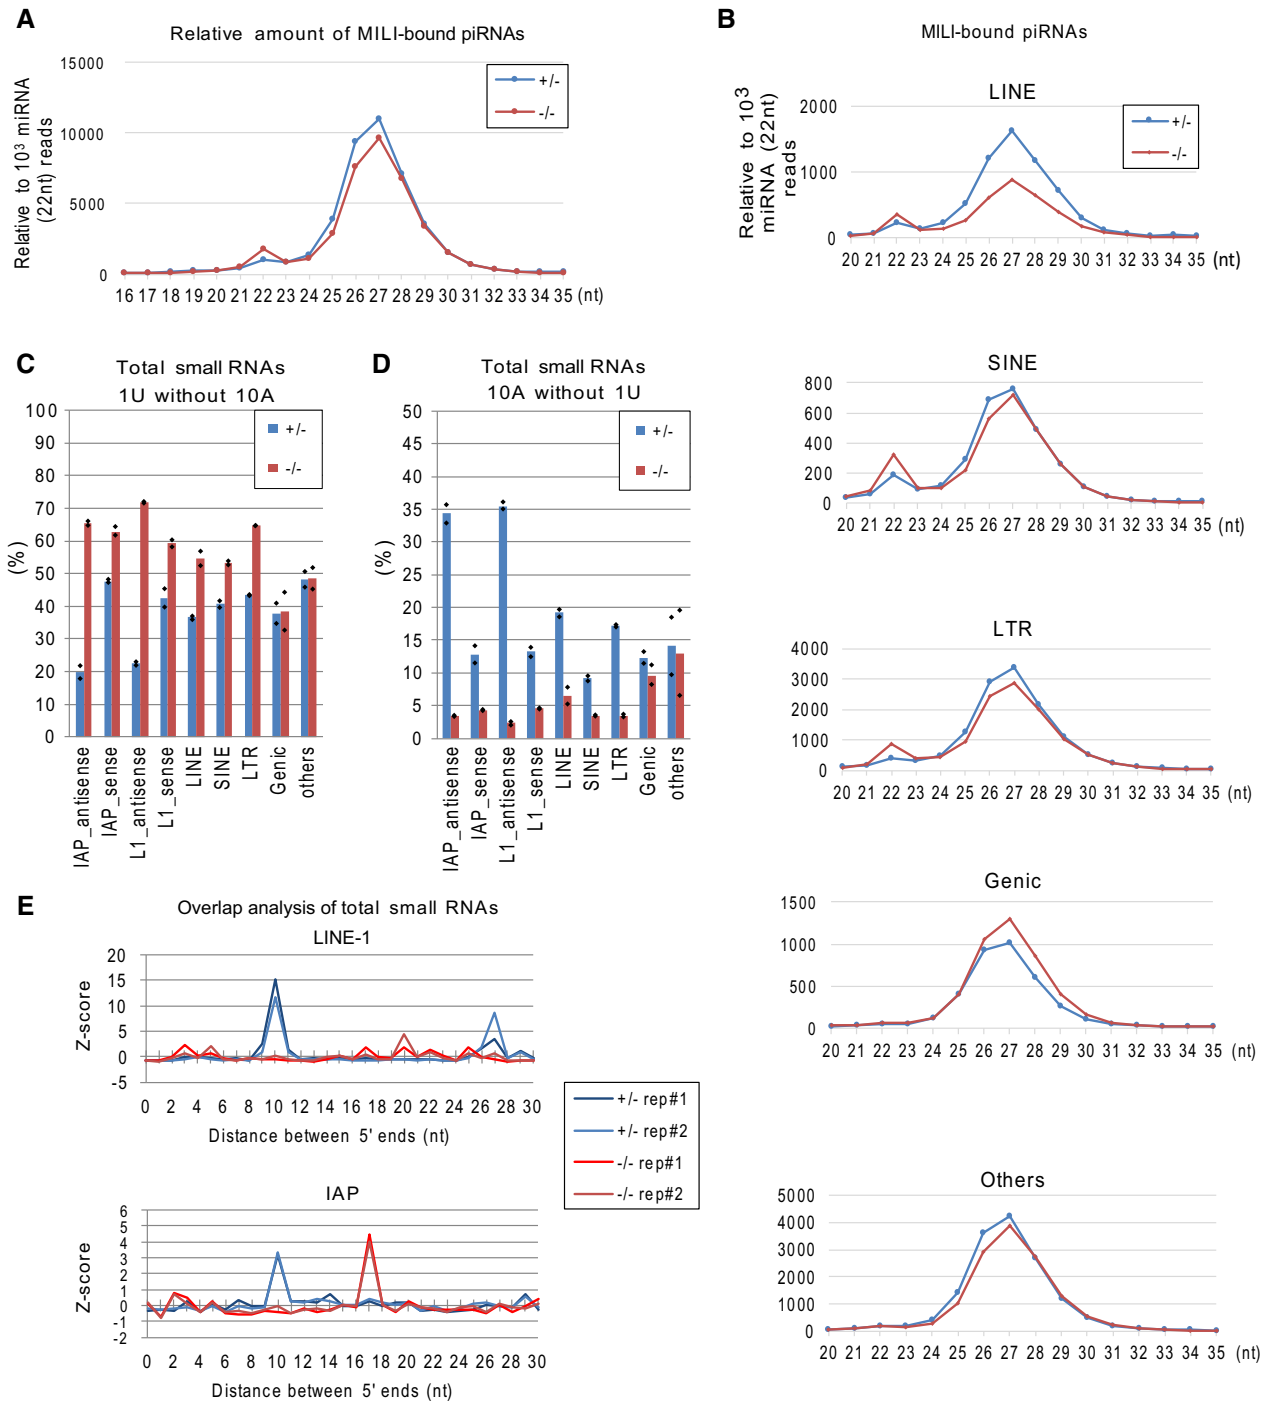 A
Relative amount of MILI-bound piRNAs
Relative to 10³ miRNA
(22nt) reads
15000
10000
5000
0
+/-
-/-
16 17 18 19 20 21 22 23 24 25 26 27 28 29 30 31 32 33 34 35 (nt)
B
MILI-bound piRNAs
LINE
Relative to 10³
miRNA (22nt)
reads
2000
1000
0
+/-
-/-
20 21 22 23 24 25 26 27 28 29 30 31 32 33 34 35 (nt)
SINE
800
600
400
200
0
20 21 22 23 24 25 26 27 28 29 30 31 32 33 34 35 (nt)
LTR
4000
3000
2000
1000
0
20 21 22 23 24 25 26 27 28 29 30 31 32 33 34 35 (nt)
Genic
1500
1000
500
0
20 21 22 23 24 25 26 27 28 29 30 31 32 33 34 35 (nt)
Others
5000
4000
3000
2000
1000
0
20 21 22 23 24 25 26 27 28 29 30 31 32 33 34 35 (nt)
C
Total small RNAs
1U without 10A
(%)
100
90
80
70
60
50
40
30
20
10
0
+/-
-/-
IAP_antisense
IAP_sense
L1_antisense
L1_sense
LINE
SINE
LTR
Genic
others
D
Total small RNAs
10A without 1U
(%)
50
45
40
35
30
25
20
15
10
5
0
+/-
-/-
IAP_antisense
IAP_sense
L1_antisense
L1_sense
LINE
SINE
LTR
Genic
others
E
Overlap analysis of total small RNAs
LINE-1
Z-score
20
15
10
5
0
-5
0 2 4 6 8 10 12 14 16 18 20 22 24 26 28 30
Distance between 5' ends (nt)
+/- rep#1
+/- rep#2
-/- rep#1
-/- rep#2
IAP
Z-score
6
5
4
3
2
1
0
-1
-2
0 2 4 6 8 10 12 14 16 18 20 22 24 26 28 30
Distance between 5' ends (nt)